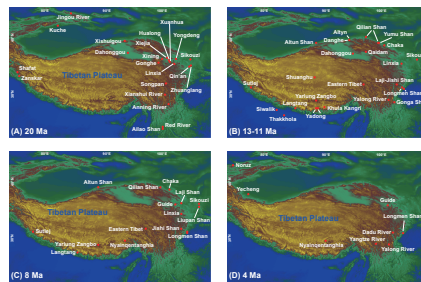 Jingou River
Kuche
Xunhua
Hualong
Yongdeng
Xishuigou
Xiejia
Dahonggou
Xining
Sikouzi
Gonghe
Shafat
Zanskar
Tibetan Plateau
Linxia
Qin'an
Songpan
Zhuanglang
Xianshui River
Anning River
Ailao Shan
Red River
(A) 20 Ma
Qilian Shan
Altyn
Yumu Shan
Danghe
Altun Shan
Chaka
Dahonggou
Qaidam
Linxia
Shuanghu
Laji-Jishi Shan
Sutlej
Eastern Tibet
Longmen Shan
Yarlung Zangbo
Yalong River
Langtang
Gonga Shan
Siwalik
Khala Kangri
Yadong
Thakkhola
(B) 13-11 Ma
Altun Shan
Chaka
Qilian Shan
Laji Shan
Sikouzi
Guide
Tibetan Plateau
Linxia
Liupan Shan
Sutlej
Eastern Tibet
Jishi Shan
Longmen Shan
Yarlung Zangbo
Nyainqentanghla
Langtang
(C) 8 Ma
Noruz
Yecheng
Guide
Tibetan Plateau
Longmen Shan
Dadu River
Yangtze River
Nyainqentanghla
Yalong River
(D) 4 Ma